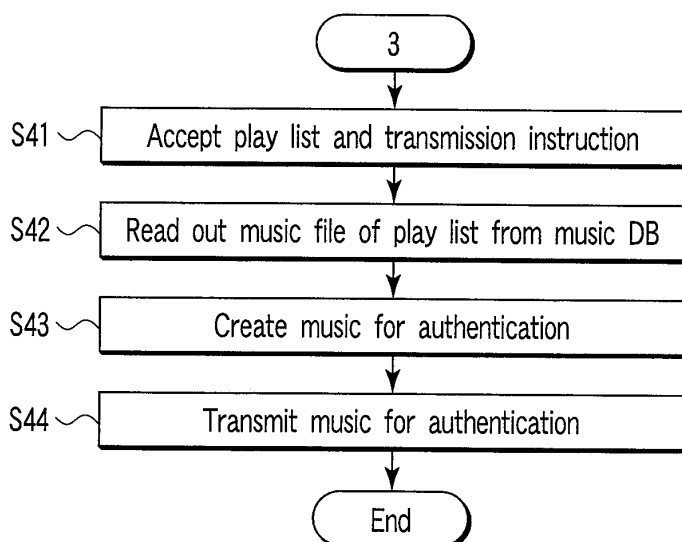 3
S41 Accept play list and transmission instruction
S42 Read out music file of play list from music DB
S43 Create music for authentication
S44 Transmit music for authentication
End